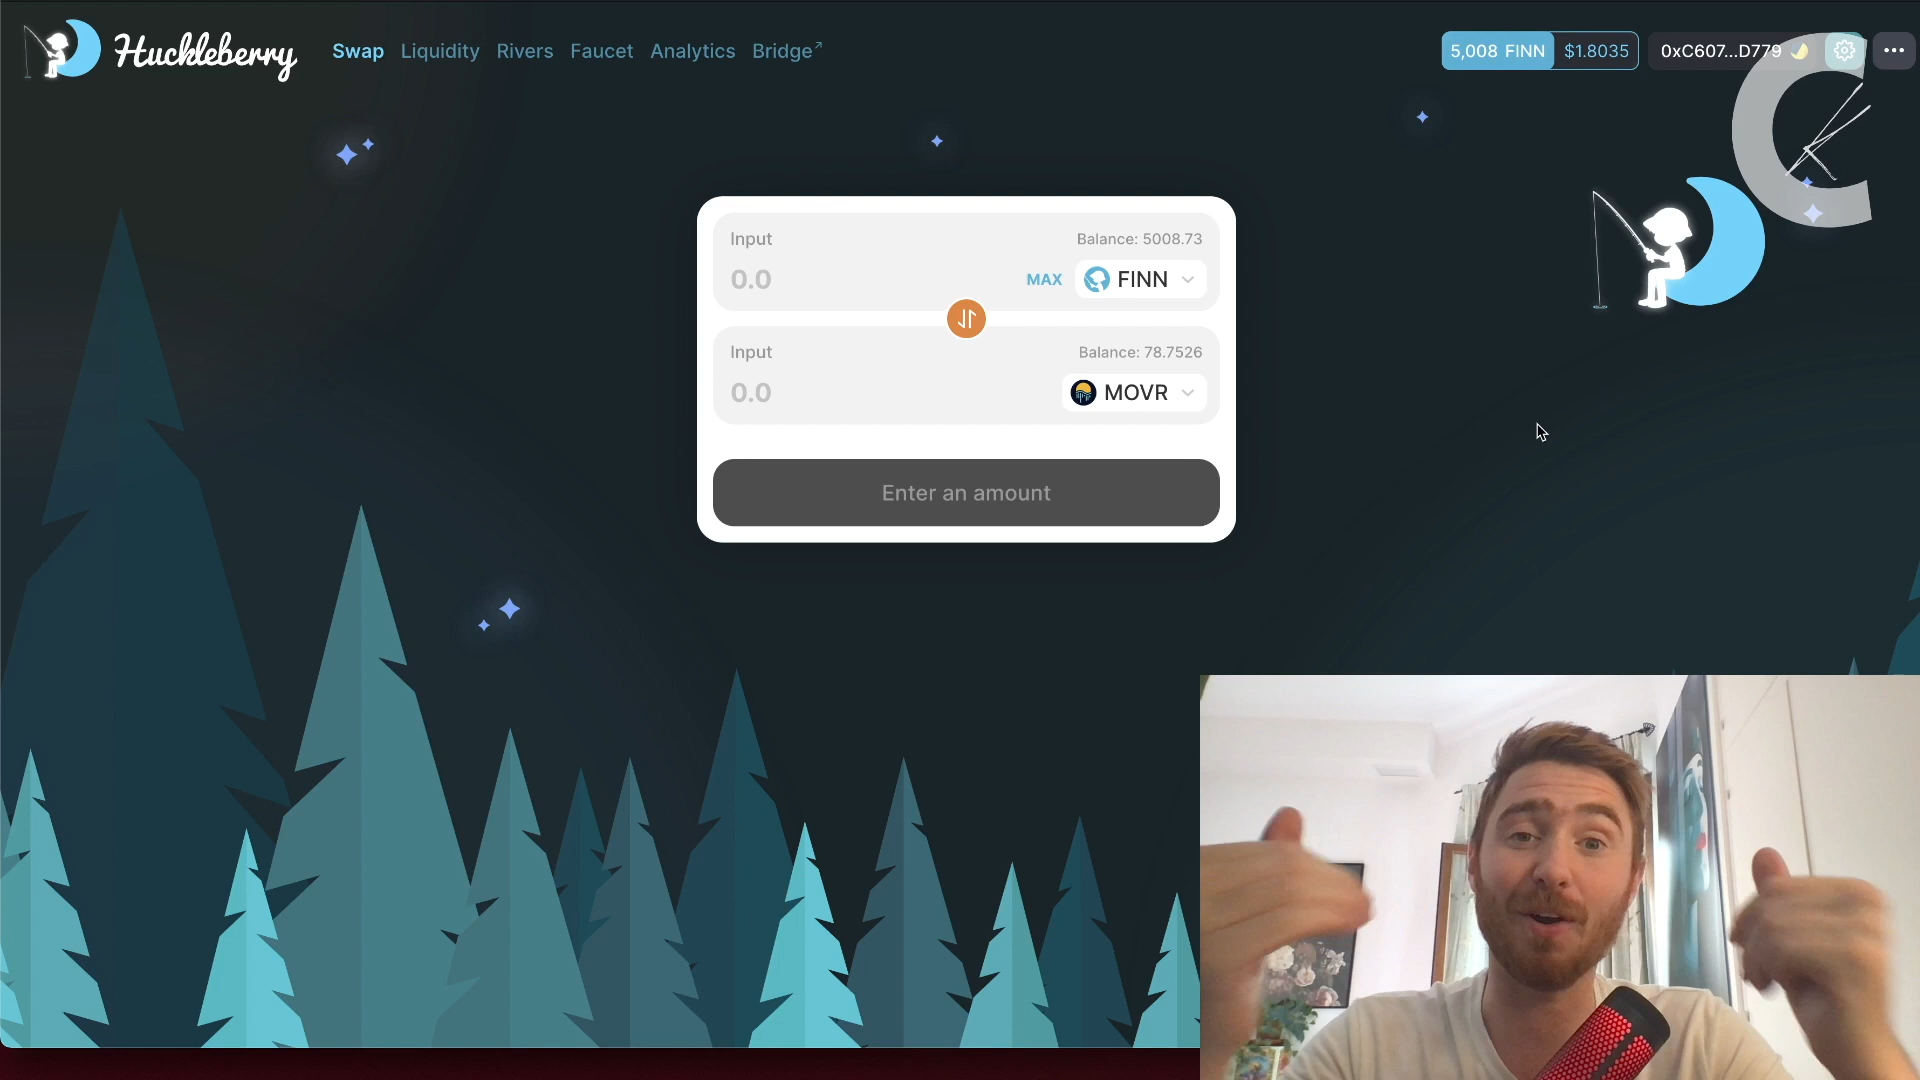 Huckleberry
Swap Liquidity Rivers Faucet Analytics Bridge↗
5,008 FINN $1.8035 0xC607...D779
Input Balance: 5008.73
0.0 MAX FINN
Input Balance: 78.7526
0.0 MOVR
Enter an amount